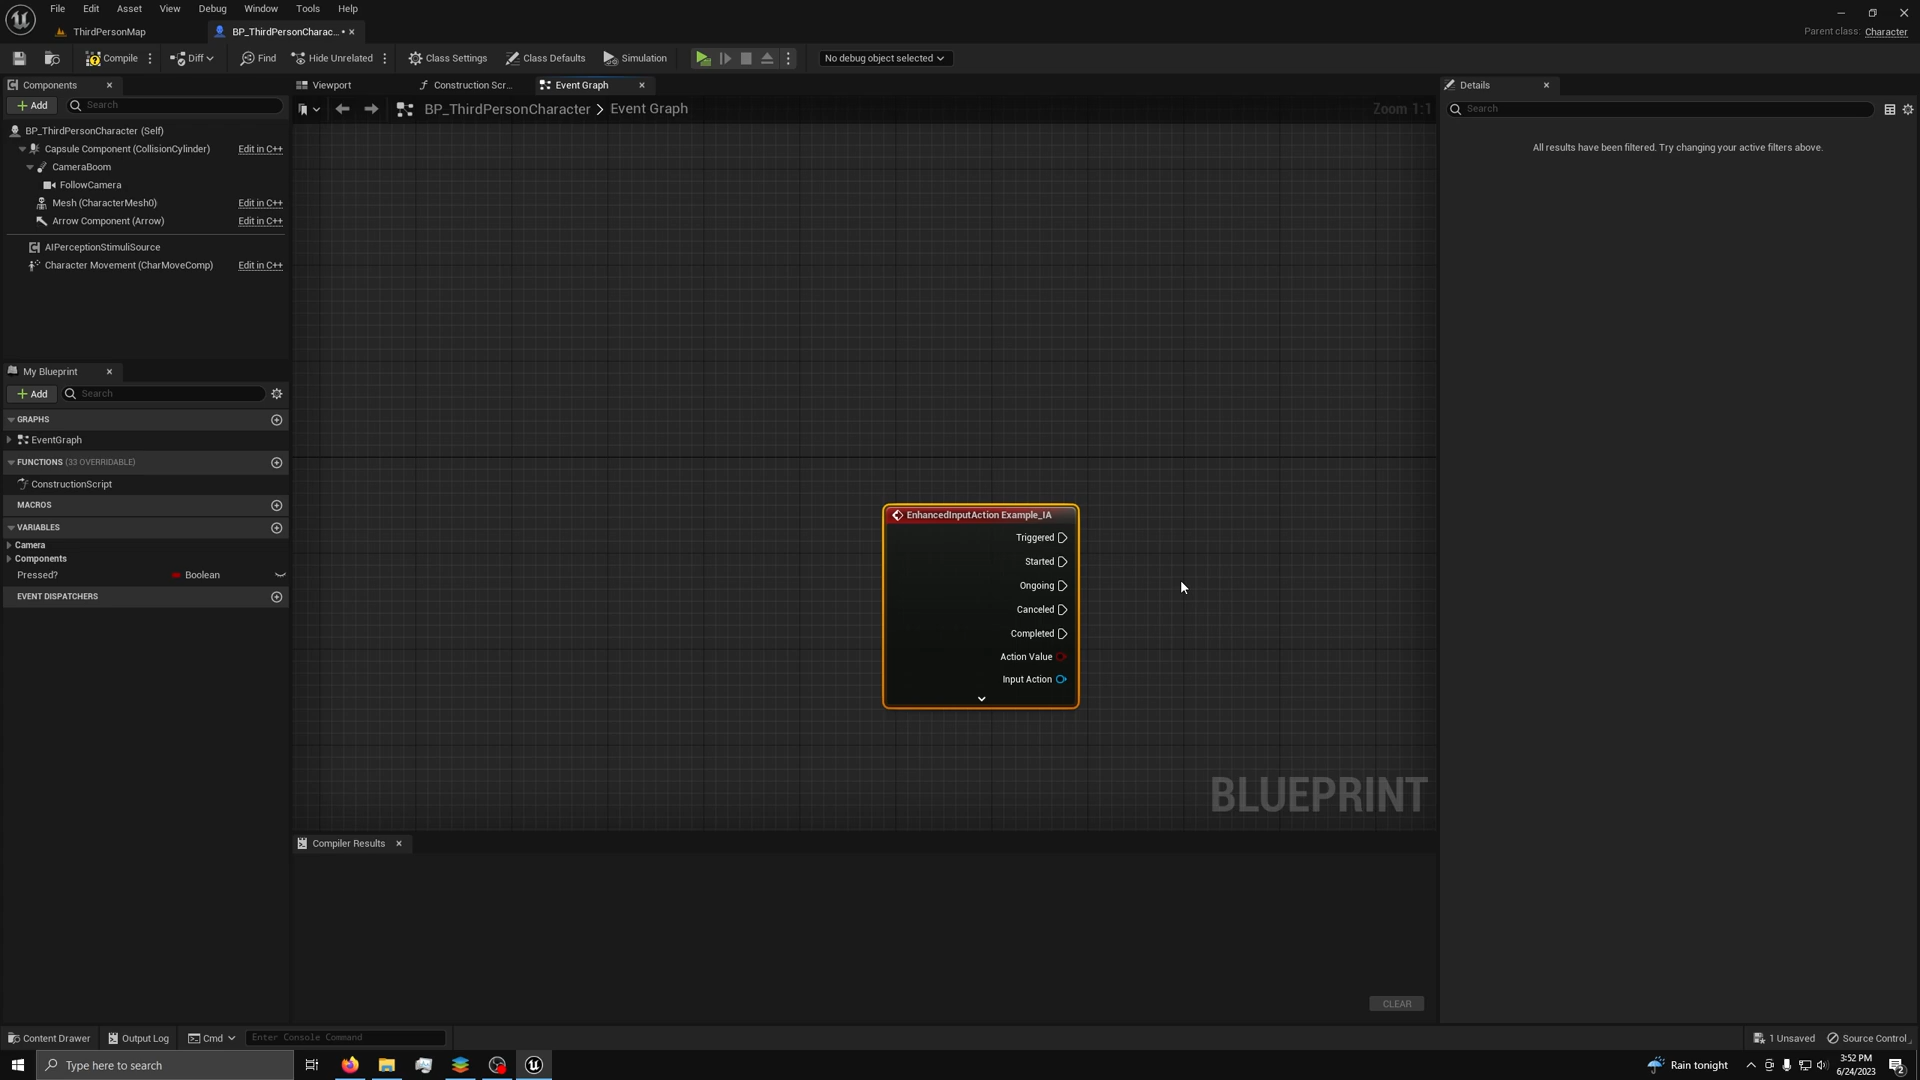 File Edit Asset View Debug Window Tools Help
ThirdPersonMap
BP_ThirdPersonCharac... •
Parent class: Character
Compile
Diff
Find
Hide Unrelated
Class Settings
Class Defaults
Simulation
No debug object selected
Components
Add
Search
BP_ThirdPersonCharacter (Self)
Capsule Component (CollisionCylinder) Edit in C++
CameraBoom
FollowCamera
Mesh (CharacterMesh0) Edit in C++
Arrow Component (Arrow) Edit in C++
AIPerceptionStimuliSource
Character Movement (CharMoveComp) Edit in C++
My Blueprint
Add
Search
GRAPHS
EventGraph
FUNCTIONS (33 OVERRIDABLE)
ConstructionScript
MACROS
VARIABLES
Camera
Components
Pressed? Boolean
EVENT DISPATCHERS
Viewport
Construction Scr...
Event Graph
BP_ThirdPersonCharacter > Event Graph
Zoom 1:1
EnhancedInputAction Example_IA
Triggered
Started
Ongoing
Canceled
Completed
Action Value
Input Action
BLUEPRINT
Compiler Results
CLEAR
Details
Search
All results have been filtered. Try changing your active filters above.
Content Drawer
Output Log
Cmd
Enter Console Command
1 Unsaved
Source Control
Type here to search
Rain tonight
3:52 PM
6/24/2023
2